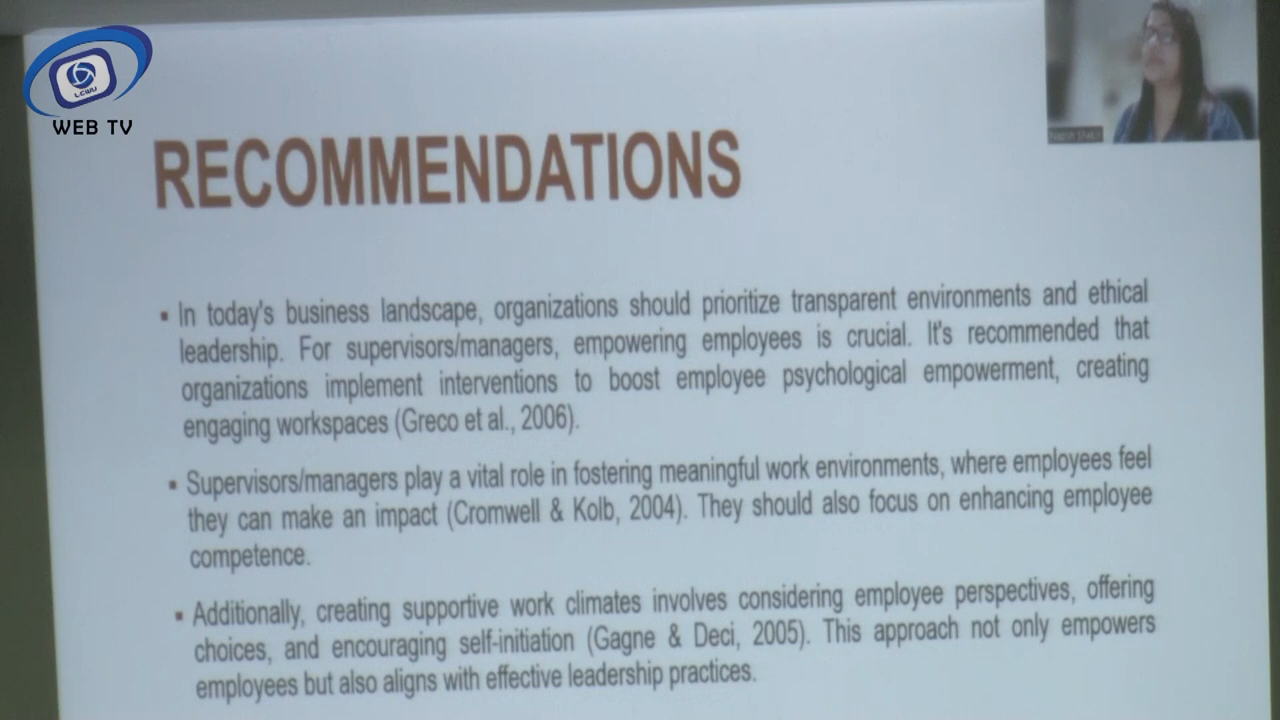 LCWU
WEB TV
RECOMMENDATIONS
▪ In today's business landscape, organizations should prioritize transparent environments and ethical
leadership. For supervisors/managers, empowering employees is crucial. It's recommended that
organizations implement interventions to boost employee psychological empowerment, creating
engaging workspaces (Greco et al., 2006).
▪ Supervisors/managers play a vital role in fostering meaningful work environments, where employees feel
they can make an impact (Cromwell & Kolb, 2004). They should also focus on enhancing employee
competence.
▪ Additionally, creating supportive work climates involves considering employee perspectives, offering
choices, and encouraging self-initiation (Gagne & Deci, 2005). This approach not only empowers
employees but also aligns with effective leadership practices.